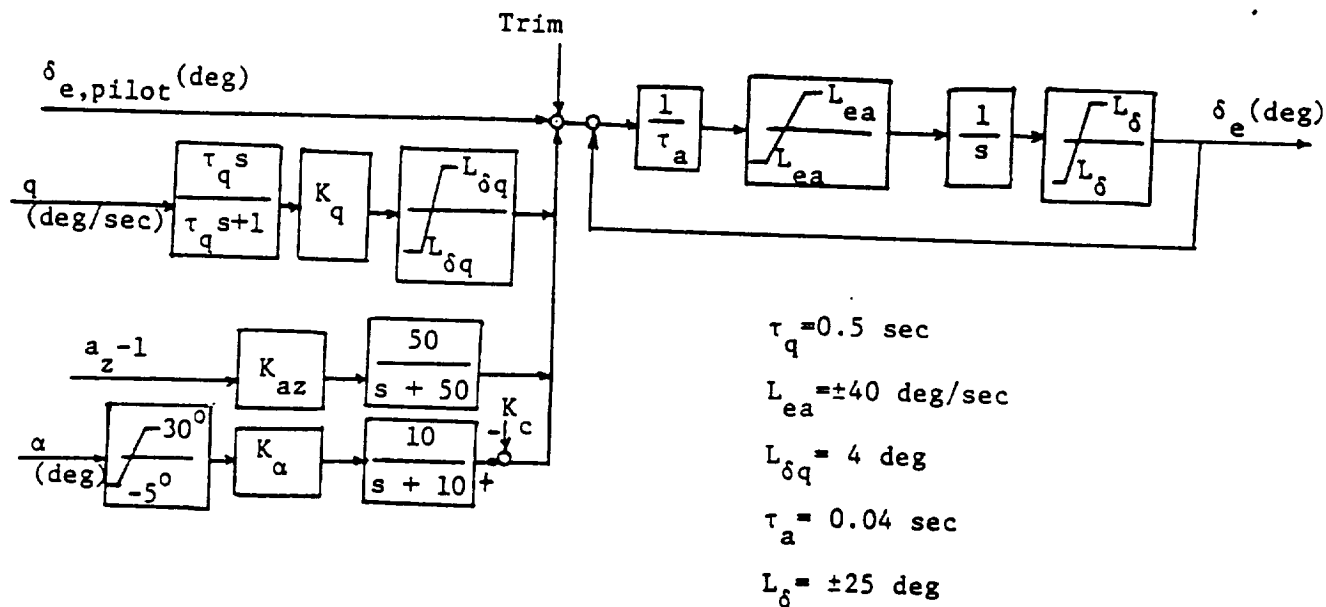 Trim
δe,pilot(deg)
1
τa
Lea
Lea
1
s
Lδ
Lδ
δe(deg)
q
(deg/sec)
τq s
τq s+1
Kq
Lδq
Lδq
az-1
Kaz
50
s + 50
α
(deg)
30°
-5°
Kα
10
s + 10
+
-
Kc
τq=0.5 sec
Lea=±40 deg/sec
Lδq= 4 deg
τa= 0.04 sec
Lδ= ±25 deg